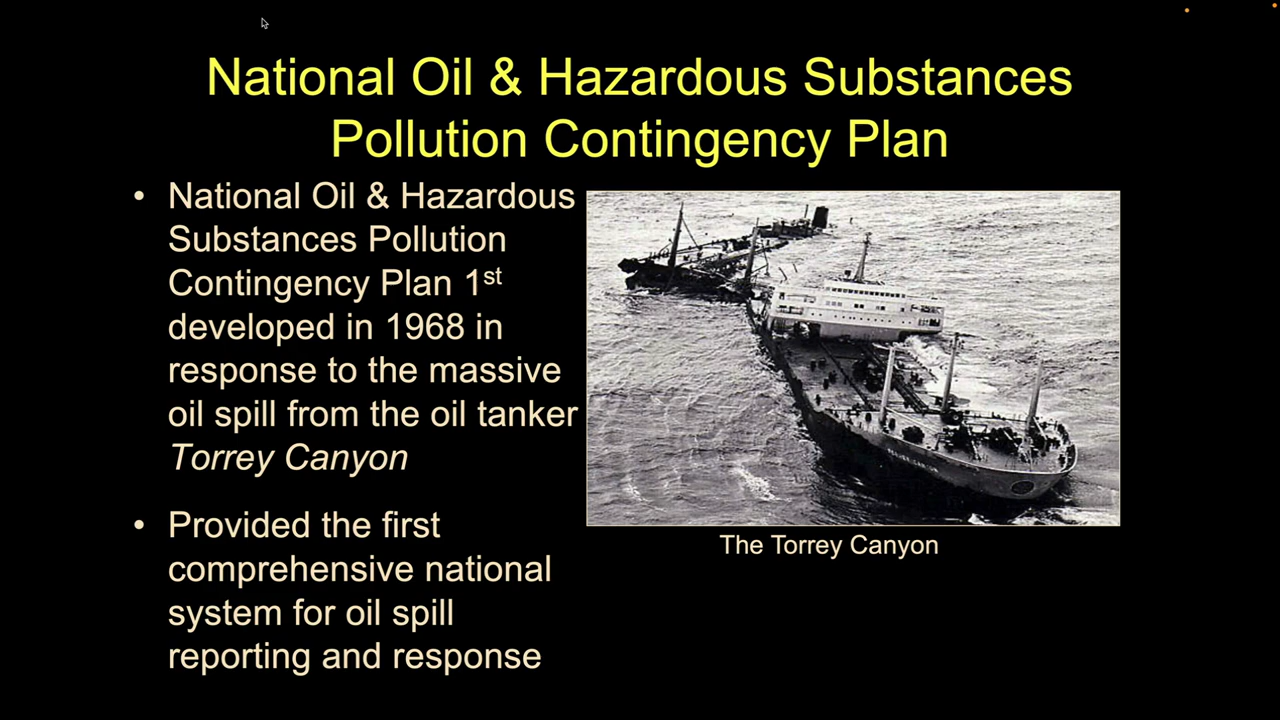 National Oil & Hazardous Substances
Pollution Contingency Plan
• National Oil & Hazardous
Substances Pollution
Contingency Plan 1st
developed in 1968 in
response to the massive
oil spill from the oil tanker
Torrey Canyon
• Provided the first
comprehensive national
system for oil spill
reporting and response
The Torrey Canyon